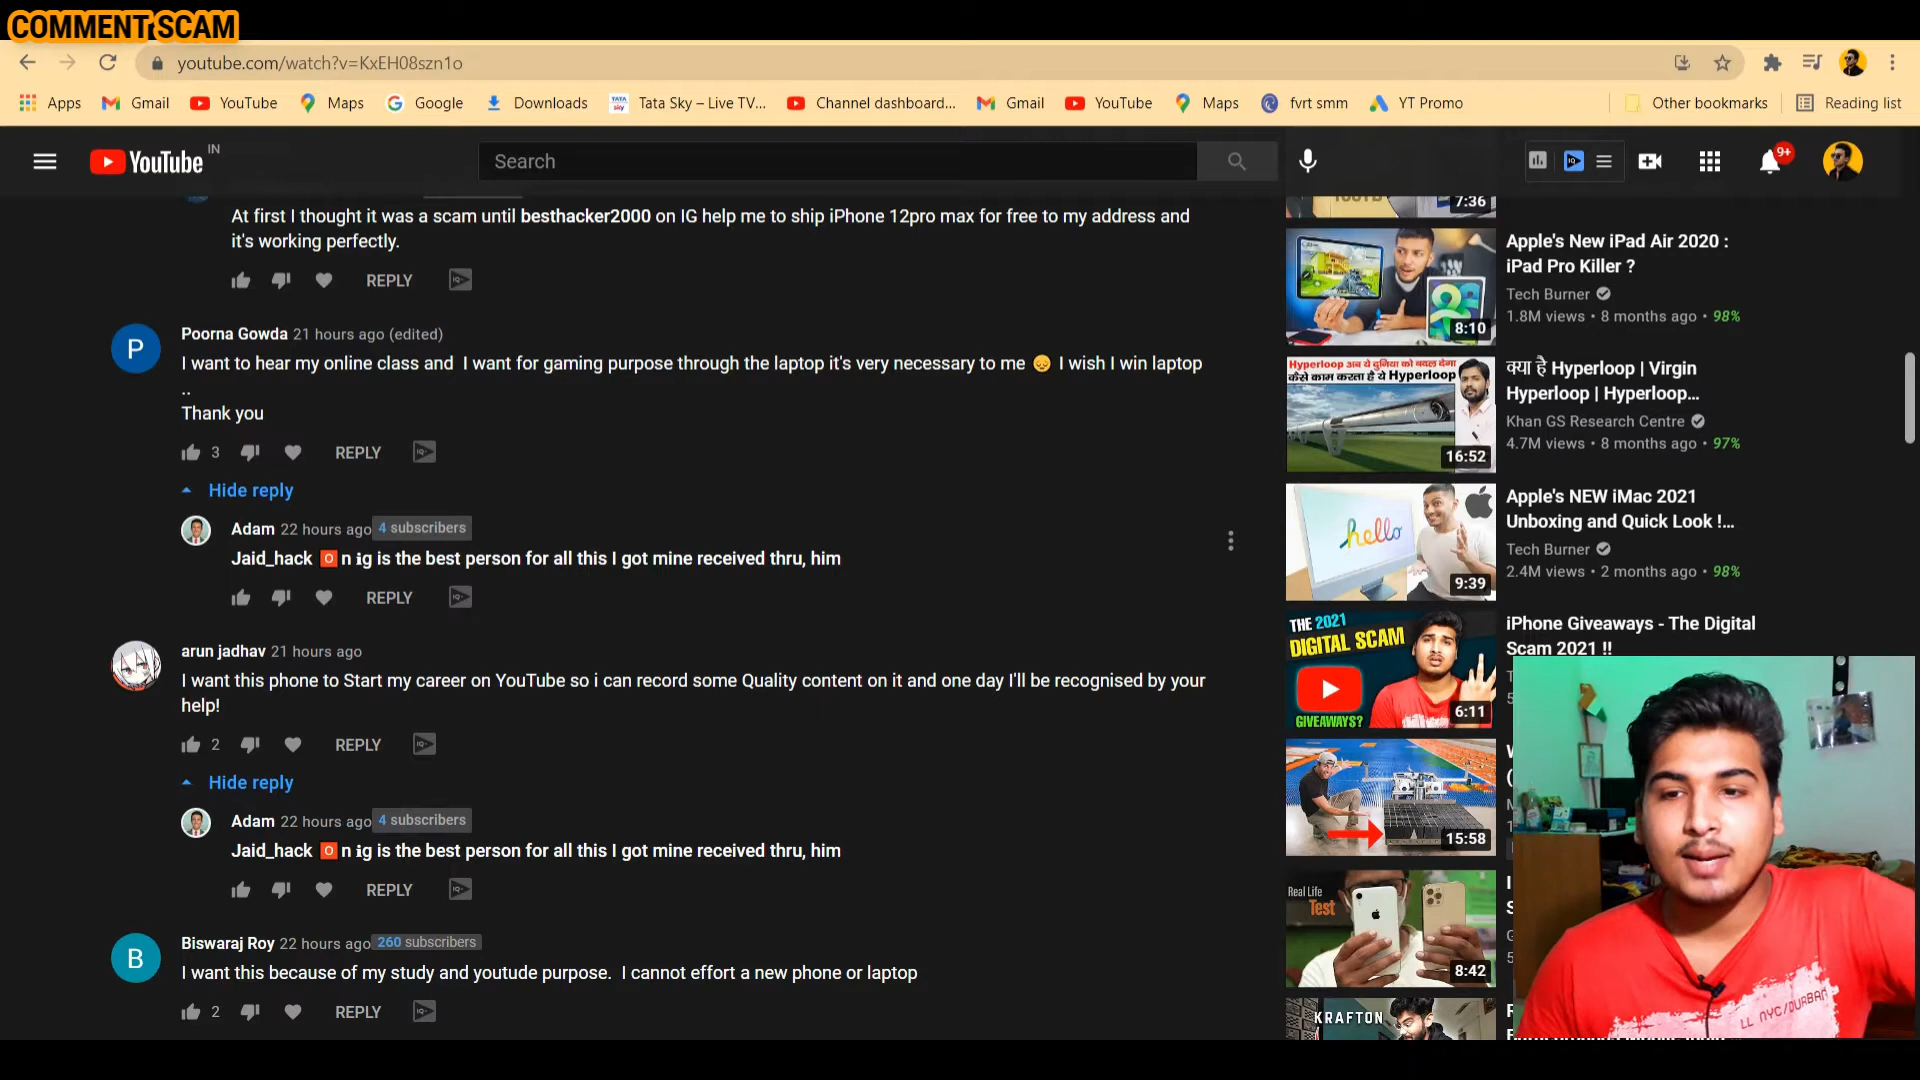 COMMENT SCAM
youtube.com/watch?v=KxEH08szn1o
Apps
Gmail
YouTube
Maps
Google
Downloads
TATA sky
Tata Sky – Live TV...
Channel dashboard...
Gmail
YouTube
Maps
fvrt smm
YT Promo
Other bookmarks
Reading list
YouTube IN
Search
9+
At first I thought it was a scam until besthacker2000 on IG help me to ship iPhone 12pro max for free to my address and
it's working perfectly.
REPLY
P
Poorna Gowda 21 hours ago (edited)
I want to hear my online class and I want for gaming purpose through the laptop it's very necessary to me 😔 I wish I win laptop
..
Thank you
3 REPLY
Hide reply
Adam 22 hours ago 4 subscribers
Jaid_hack 🅾n ig is the best person for all this I got mine received thru, him
REPLY
arun jadhav 21 hours ago
I want this phone to Start my career on YouTube so i can record some Quality content on it and one day I'll be recognised by your
help!
2 REPLY
Hide reply
Adam 22 hours ago 4 subscribers
Jaid_hack 🅾n ig is the best person for all this I got mine received thru, him
REPLY
B
Biswaraj Roy 22 hours ago 260 subscribers
I want this because of my study and youtude purpose. I cannot effort a new phone or laptop
2 REPLY
7:36
8:10
Apple's New iPad Air 2020 :
iPad Pro Killer ?
Tech Burner
1.8M views • 8 months ago • 98%
Hyperloop अब ये दुनिया को बदल देगा
कैसे काम करता है ये Hyperloop
16:52
क्या है Hyperloop | Virgin
Hyperloop | Hyperloop...
Khan GS Research Centre
4.7M views • 8 months ago • 97%
hello
9:39
Apple's NEW iMac 2021
Unboxing and Quick Look !...
Tech Burner
2.4M views • 2 months ago • 98%
THE 2021
DIGITAL SCAM
GIVEAWAYS?
6:11
iPhone Giveaways - The Digital
Scam 2021 !!
15:58
Real Life
Test
8:42
KRAFTON
LL NYC/DURBAN